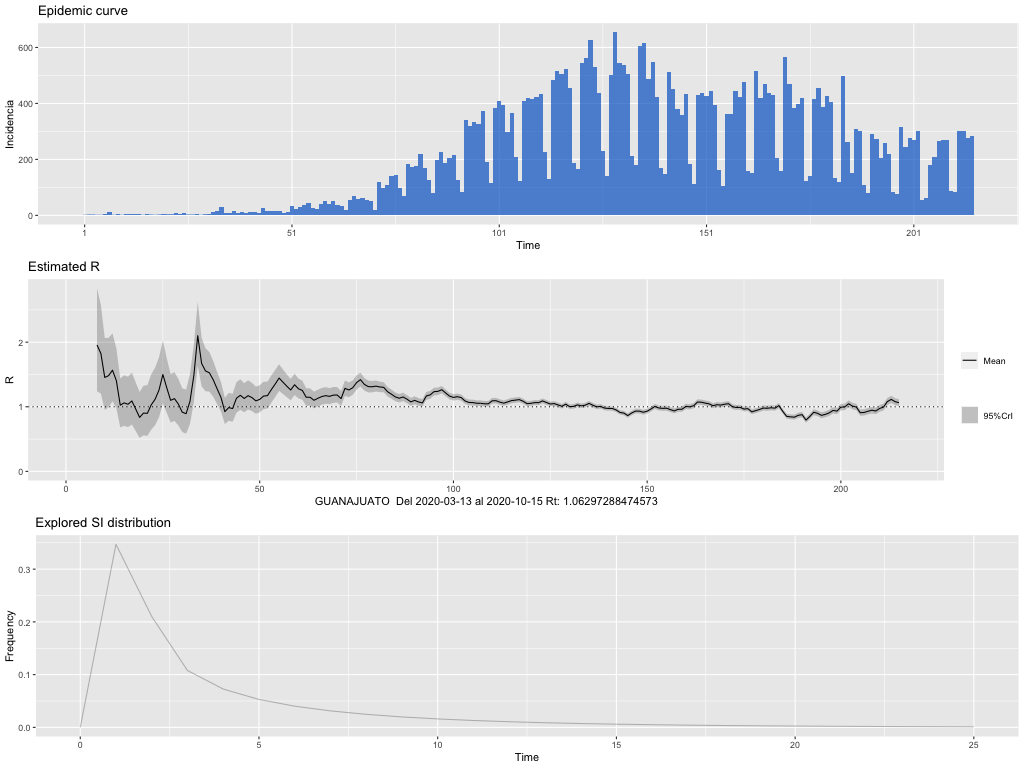 Epidemic curve
600
400
200
0
Incidencia
1 51 101 151 201
Time
Estimated R
2
1
0
R
Mean
95%CrI
0 50 100 150 200
GUANAJUATO Del 2020-03-13 al 2020-10-15 Rt: 1.06297288474573
Explored SI distribution
0.3
0.2
0.1
0.0
Frequency
0 5 10 15 20 25
Time